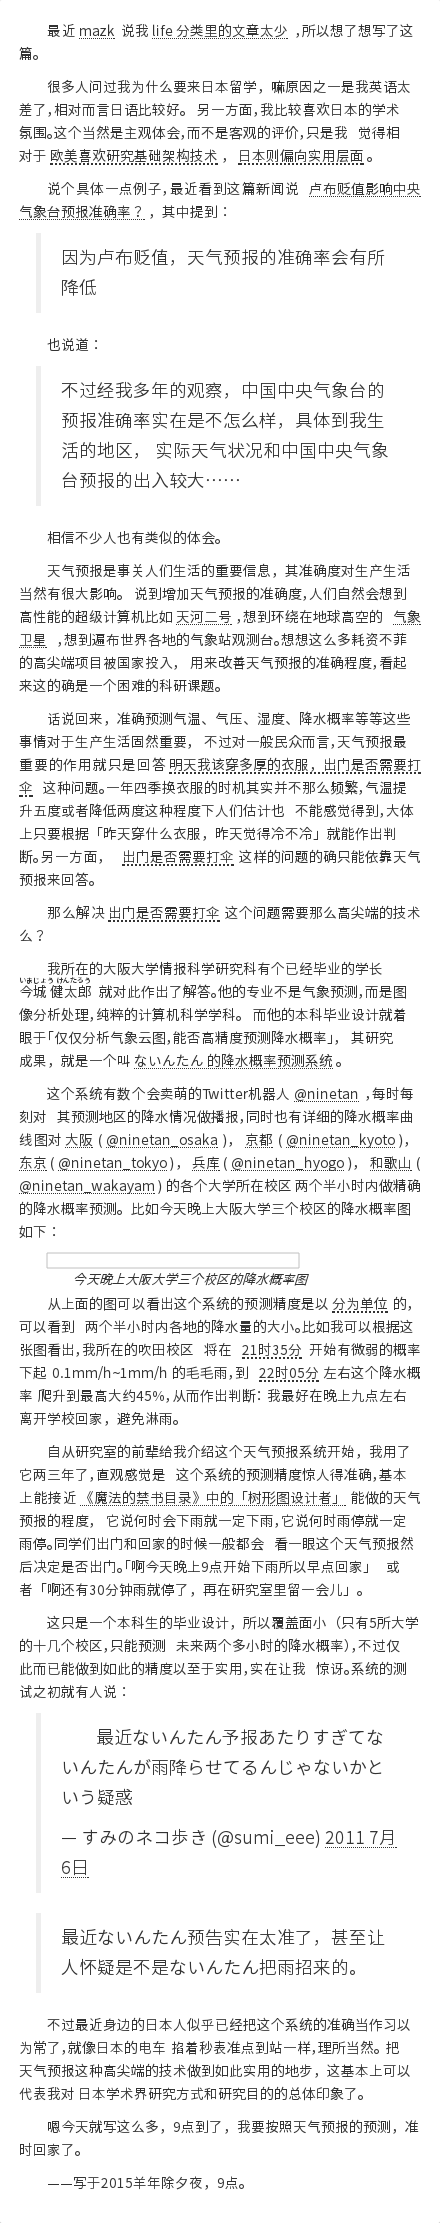 最近 mazk 说我 life 分类里的文章太少 ,所以想了想写了这
篇。
很多人问过我为什么要来日本留学，嘛原因之一是我英语太
差了,相对而言日语比较好。 另一方面,我比较喜欢日本的学术
氛围。这个当然是主观体会,而不是客观的评价,只是我 觉得相
对于 欧美喜欢研究基础架构技术 ， 日本则偏向实用层面 。
说个具体一点例子,最近看到这篇新闻说 卢布贬值影响中央
气象台预报准确率？ ，其中提到：
因为卢布贬值，天气预报的准确率会有所
降低
也说道：
不过经我多年的观察，中国中央气象台的
预报准确率实在是不怎么样，具体到我生
活的地区， 实际天气状况和中国中央气象
台预报的出入较大……
相信不少人也有类似的体会。
天气预报是事关人们生活的重要信息，其准确度对生产生活
当然有很大影响。 说到增加天气预报的准确度,人们自然会想到
高性能的超级计算机比如 天河二号 ,想到环绕在地球高空的 气象
卫星 ,想到遍布世界各地的气象站观测台。想想这么多耗资不菲
的高尖端项目被国家投入， 用来改善天气预报的准确程度,看起
来这的确是一个困难的科研课题。
话说回来，准确预测气温、气压、湿度、降水概率等等这些
事情对于生产生活固然重要， 不过对一般民众而言,天气预报最
重要的作用就只是回答 明天我该穿多厚的衣服，出门是否需要打
伞 这种问题。一年四季换衣服的时机其实并不那么频繁,气温提
升五度或者降低两度这种程度下人们估计也 不能感觉得到,大体
上只要根据「昨天穿什么衣服，昨天觉得冷不冷」就能作出判
断。另一方面， 出门是否需要打伞 这样的问题的确只能依靠天气
预报来回答。
那么解决 出门是否需要打伞 这个问题需要那么高尖端的技术
么？
我所在的大阪大学情报科学研究科有个已经毕业的学长
いまじょう けんたろう
今城 健太郎 就对此作出了解答。他的专业不是气象预测,而是图
像分析处理,纯粹的计算机科学学科。 而他的本科毕业设计就着
眼于「仅仅分析气象云图,能否高精度预测降水概率」， 其研究
成果，就是一个叫 ないんたん 的降水概率预测系统 。
这个系统有数个会卖萌的Twitter机器人 @ninetan ,每时每
刻对 其预测地区的降水情况做播报,同时也有详细的降水概率曲
线图对 大阪 ( @ninetan_osaka )， 京都 ( @ninetan_kyoto )，
东京 ( @ninetan_tokyo)， 兵库 ( @ninetan_hyogo )， 和歌山 (
@ninetan_wakayam ) 的各个大学所在校区 两个半小时内做精确
的降水概率预测。比如今天晚上大阪大学三个校区的降水概率图
如下：
今天晚上大阪大学三个校区的降水概率图
从上面的图可以看出这个系统的预测精度是以 分为单位 的，
可以看到 两个半小时内各地的降水量的大小。比如我可以根据这
张图看出,我所在的吹田校区 将在 21时35分 开始有微弱的概率
下起 0.1mm/h~1mm/h 的毛毛雨,到 22时05分 左右这个降水概
率 爬升到最高大约45%,从而作出判断：我最好在晚上九点左右
离开学校回家，避免淋雨。
自从研究室的前辈给我介绍这个天气预报系统开始，我用了
它两三年了,直观感觉是 这个系统的预测精度惊人得准确,基本
上能接近 《魔法的禁书目录》中的「树形图设计者」 能做的天气
预报的程度， 它说何时会下雨就一定下雨,它说何时雨停就一定
雨停。同学们出门和回家的时候一般都会 看一眼这个天气预报然
后决定是否出门。「啊今天晚上9点开始下雨所以早点回家」 或
者「啊还有30分钟雨就停了，再在研究室里留一会儿」。
这只是一个本科生的毕业设计，所以覆盖面小（只有5所大学
的十几个校区,只能预测 未来两个多小时的降水概率),不过仅
此而已能做到如此的精度以至于实用,实在让我 惊讶。系统的测
试之初就有人说：
最近ないんたん予报あたりすぎてな
いんたんが雨降らせてるんじゃないかと
いう疑惑
— すみのネコ歩き (@sumi_eee) 2011 7月
6日
最近ないんたん预告实在太准了，甚至让
人怀疑是不是ないんたん把雨招来的。
不过最近身边的日本人似乎已经把这个系统的准确当作习以
为常了,就像日本的电车 掐着秒表准点到站一样,理所当然。 把
天气预报这种高尖端的技术做到如此实用的地步，这基本上可以
代表我对 日本学术界研究方式和研究目的的总体印象了。
嗯今天就写这么多，9点到了，我要按照天气预报的预测，准
时回家了。
——写于2015羊年除夕夜，9点。